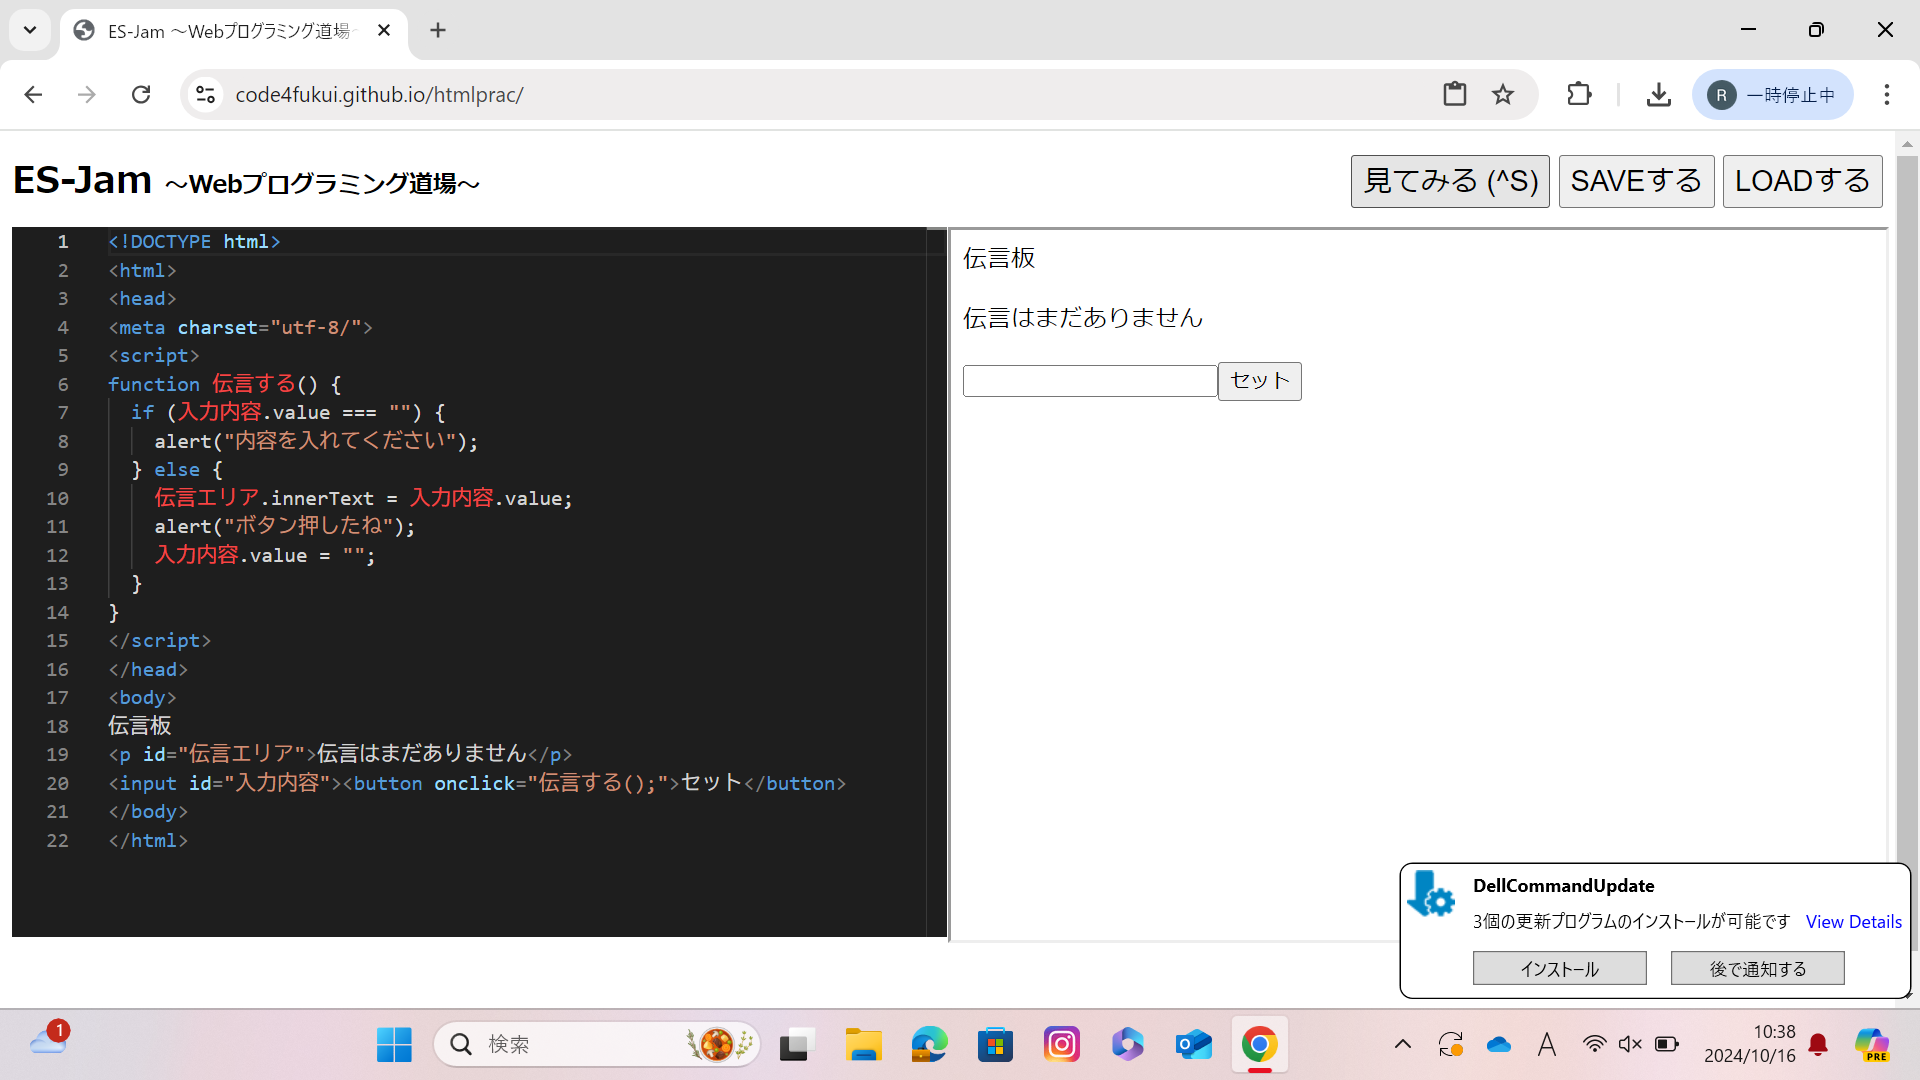 ES-Jam ～Webプログラミング道場～
code4fukui.github.io/htmlprac/
R 一時停止中
ES-Jam ～Webプログラミング道場～
見てみる (^S) SAVEする LOADする
1 <!DOCTYPE html>
2 <html>
3 <head>
4 <meta charset="utf-8/">
5 <script>
6 function 伝言する() {
7 if (入力内容.value === "") {
8 alert("内容を入れてください");
9 } else {
10 伝言エリア.innerText = 入力内容.value;
11 alert("ボタン押したね");
12 入力内容.value = "";
13 }
14 }
15 </script>
16 </head>
17 <body>
18 伝言板
19 <p id="伝言エリア">伝言はまだありません</p>
20 <input id="入力内容"><button onclick="伝言する();">セット</button>
21 </body>
22 </html>
伝言板
伝言はまだありません
セット
DellCommandUpdate
3個の更新プログラムのインストールが可能です View Details
インストール 後で通知する
1
検索
A
10:38
2024/10/16
PRE